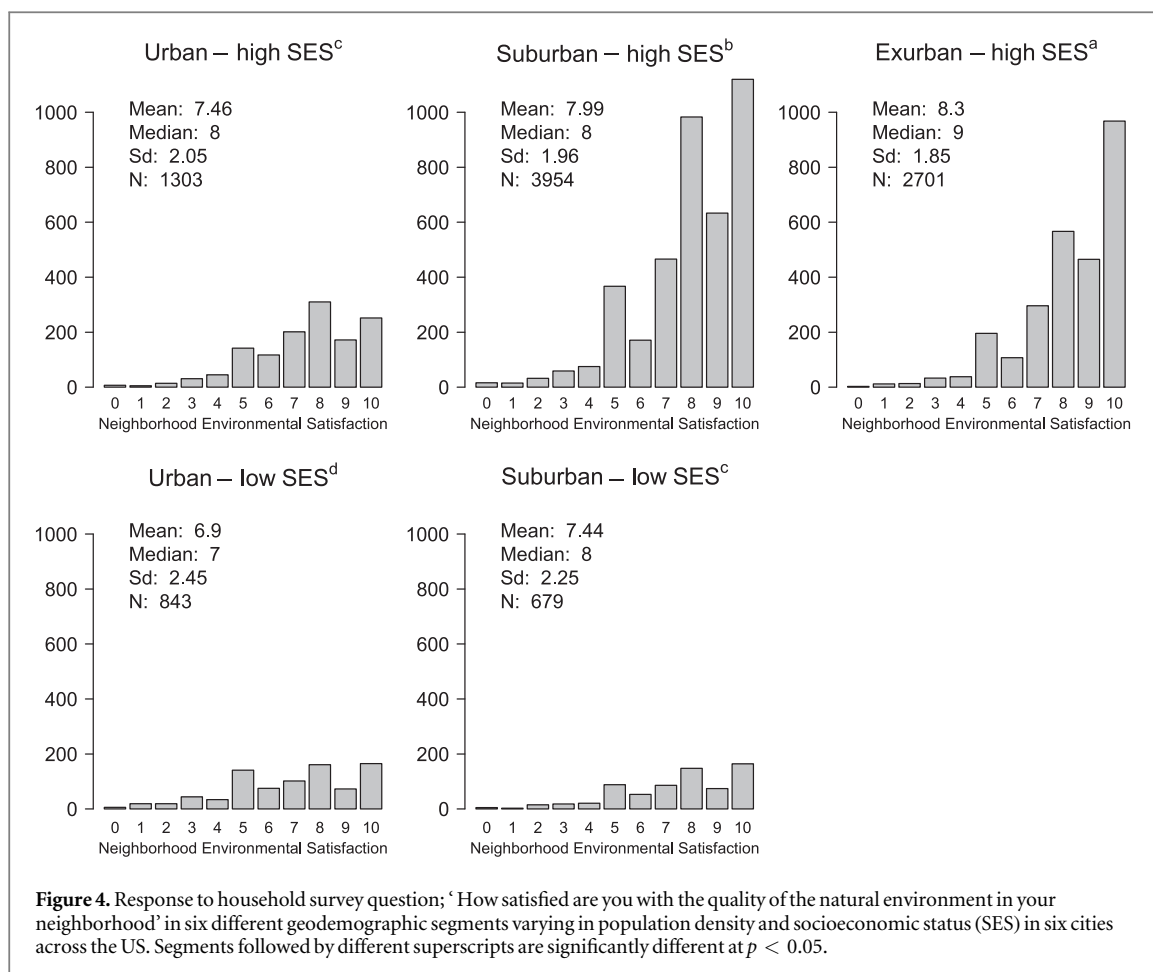 Urban – high SESc
Mean: 7.46
Median: 8
Sd: 2.05
N: 1303
1000
800
600
400
200
0
0 1 2 3 4 5 6 7 8 9 10
Neighborhood Environmental Satisfaction
Suburban – high SESb
Mean: 7.99
Median: 8
Sd: 1.96
N: 3954
1000
800
600
400
200
0
0 1 2 3 4 5 6 7 8 9 10
Neighborhood Environmental Satisfaction
Exurban – high SESa
Mean: 8.3
Median: 9
Sd: 1.85
N: 2701
1000
800
600
400
200
0
0 1 2 3 4 5 6 7 8 9 10
Neighborhood Environmental Satisfaction
Urban – low SESd
Mean: 6.9
Median: 7
Sd: 2.45
N: 843
1000
800
600
400
200
0
0 1 2 3 4 5 6 7 8 9 10
Neighborhood Environmental Satisfaction
Suburban – low SESc
Mean: 7.44
Median: 8
Sd: 2.25
N: 679
1000
800
600
400
200
0
0 1 2 3 4 5 6 7 8 9 10
Neighborhood Environmental Satisfaction
Figure 4. Response to household survey question; ‘How satisfied are you with the quality of the natural environment in your
neighborhood’ in six different geodemographic segments varying in population density and socioeconomic status (SES) in six cities
across the US. Segments followed by different superscripts are significantly different at p < 0.05.